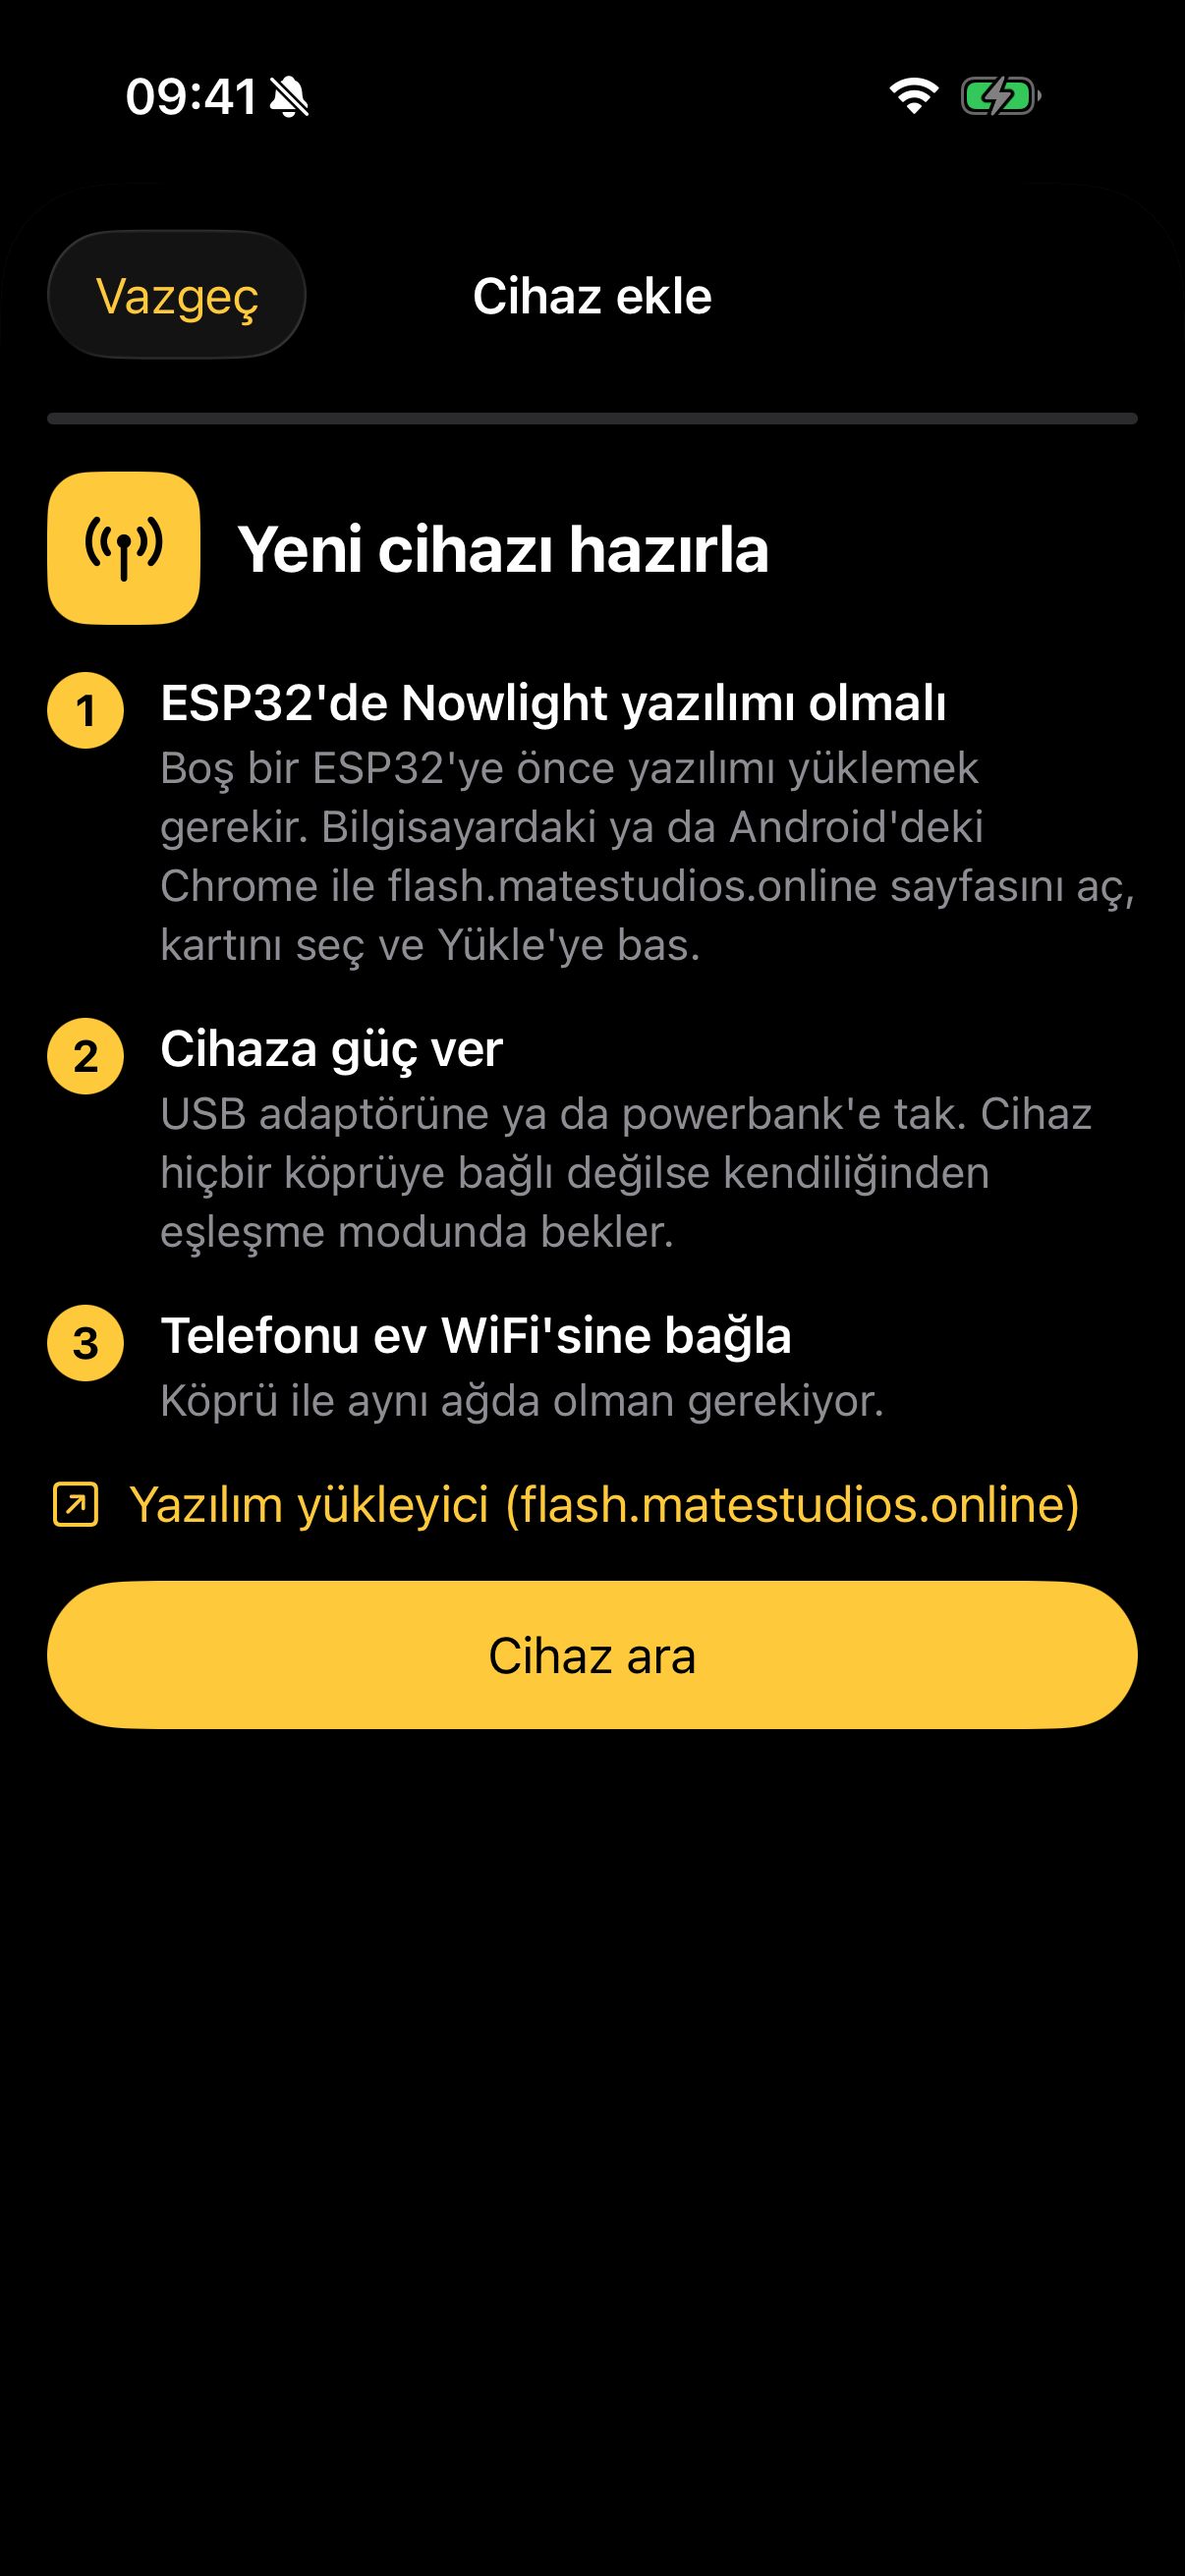 09:41
Vazgeç
Cihaz ekle
Yeni cihazı hazırla
1
ESP32'de Nowlight yazılımı olmalı
Boş bir ESP32'ye önce yazılımı yüklemek
gerekir. Bilgisayardaki ya da Android'deki
Chrome ile flash.matestudios.online sayfasını aç,
kartını seç ve Yükle'ye bas.
2
Cihaza güç ver
USB adaptörüne ya da powerbank'e tak. Cihaz
hiçbir köprüye bağlı değilse kendiliğinden
eşleşme modunda bekler.
3
Telefonu ev WiFi'sine bağla
Köprü ile aynı ağda olman gerekiyor.
Yazılım yükleyici (flash.matestudios.online)
Cihaz ara